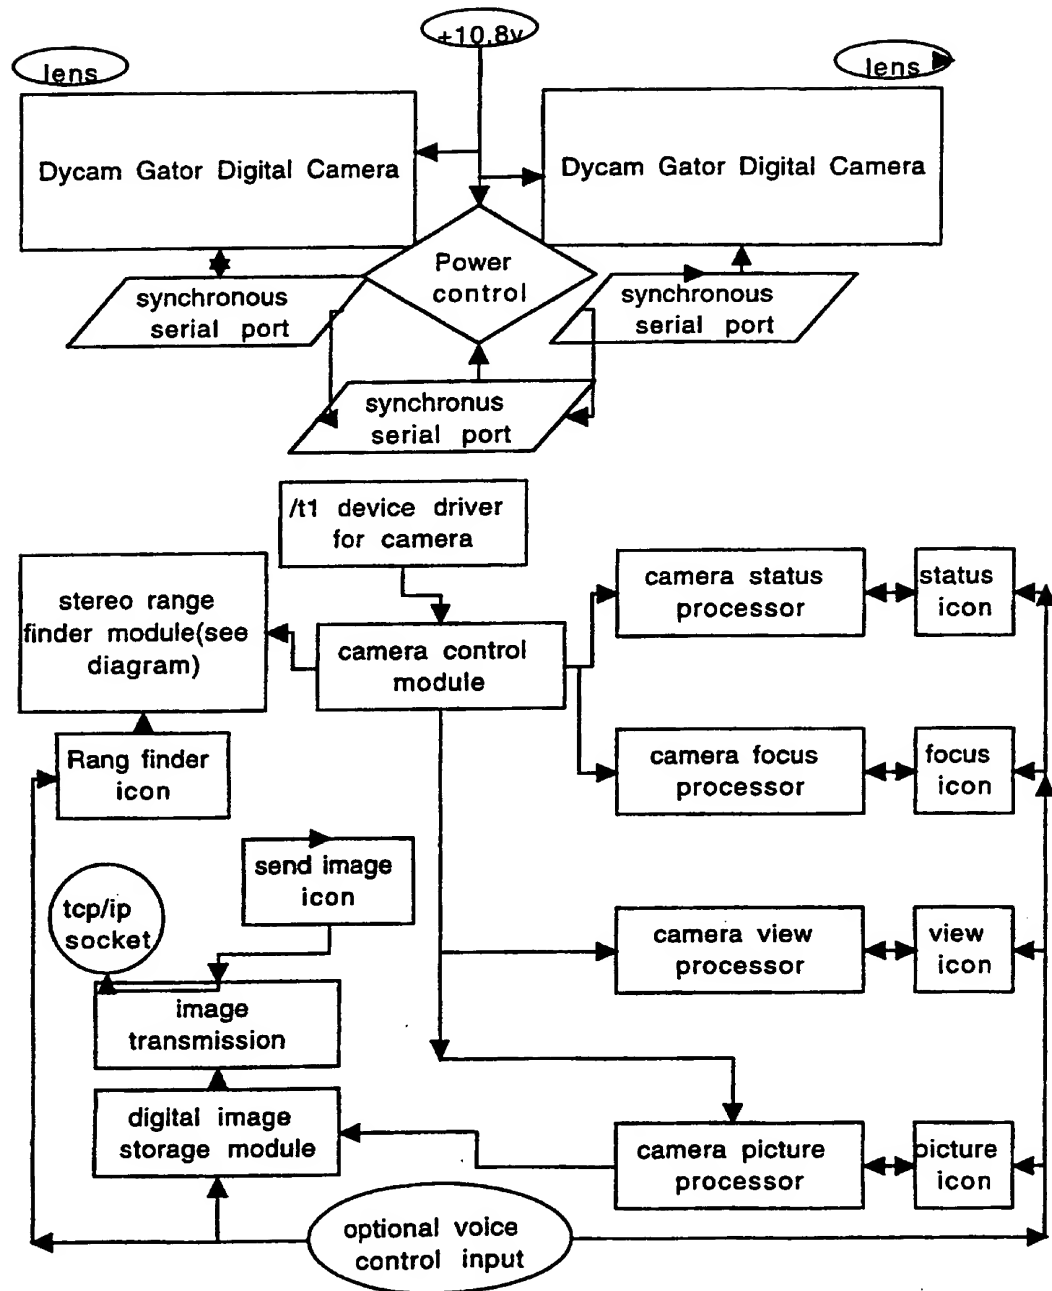 +10.8v
lens
lens
Dycam Gator Digital Camera
Dycam Gator Digital Camera
Power
control
synchronous
serial port
synchronous
serial port
synchronus
serial port
/t1 device driver
for camera
stereo range
finder module(see
diagram)
camera control
module
camera status
processor
status
icon
Rang finder
icon
camera focus
processor
focus
icon
send image
icon
tcp/ip
socket
camera view
processor
view
icon
image
transmission
digital image
storage module
camera picture
processor
picture
icon
optional voice
control input